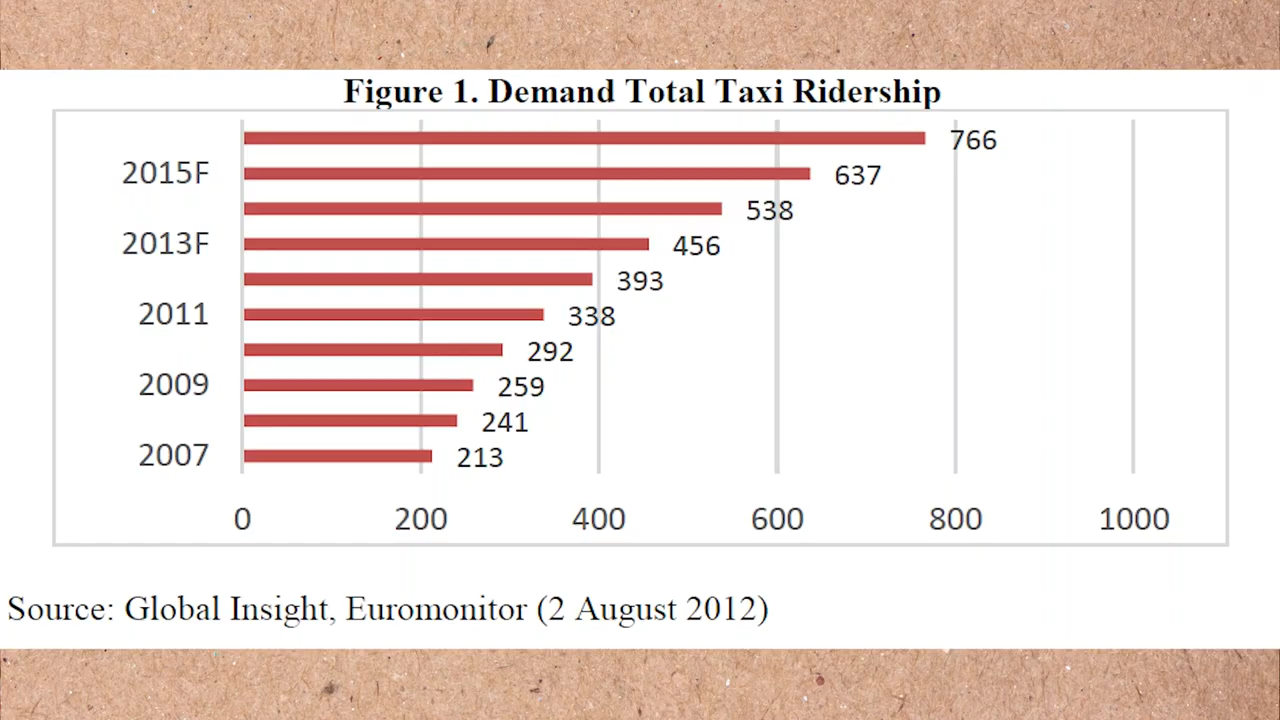 Figure 1. Demand Total Taxi Ridership
766
2015F 637
538
2013F 456
393
2011 338
292
2009 259
241
2007 213
0 200 400 600 800 1000
Source: Global Insight, Euromonitor (2 August 2012)